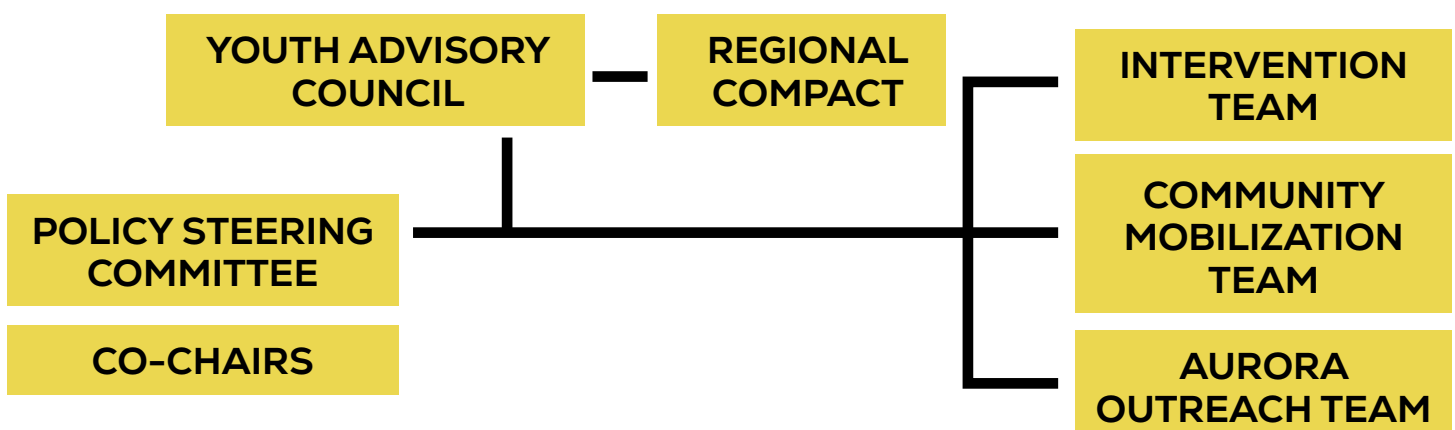 YOUTH ADVISORY
COUNCIL
REGIONAL
COMPACT
INTERVENTION
TEAM
POLICY STEERING
COMMITTEE
COMMUNITY
MOBILIZATION
TEAM
CO-CHAIRS
AURORA
OUTREACH TEAM